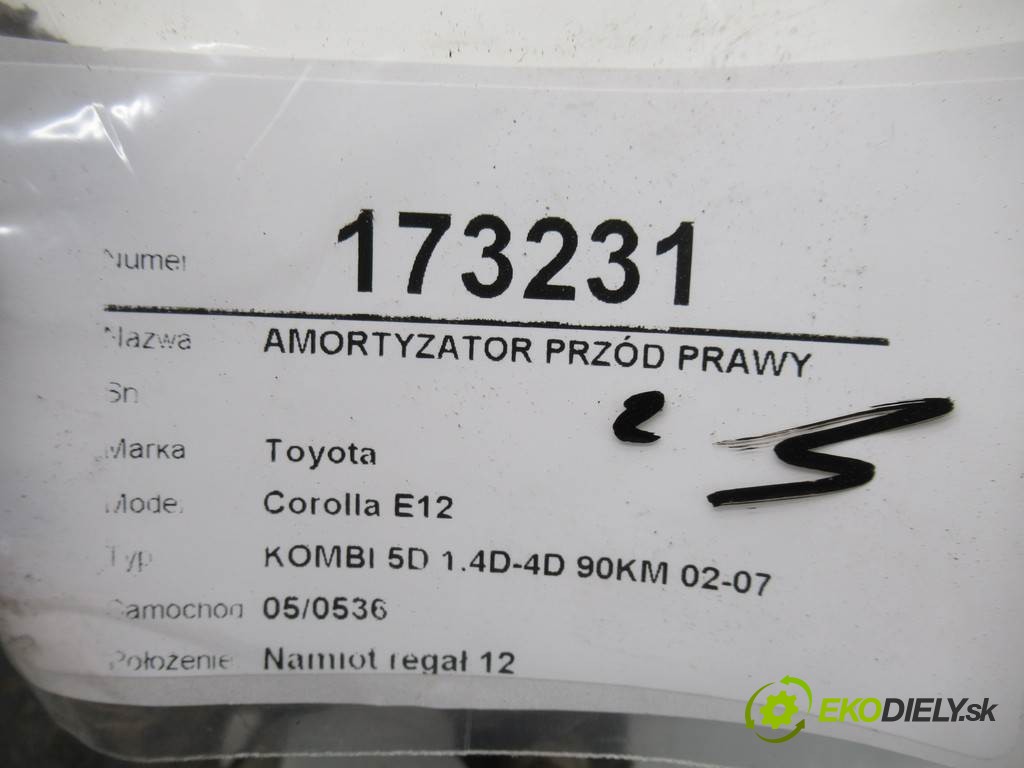 Numer 173231
Nazwa AMORTYZATOR PRZÓD PRAWY
Sn
Marka Toyota
Model Corolla E12
Typ KOMBI 5D 1.4D-4D 90KM 02-07
Samochod 05/0536
Położenie Namiot regał 12
EKODIELY.sk